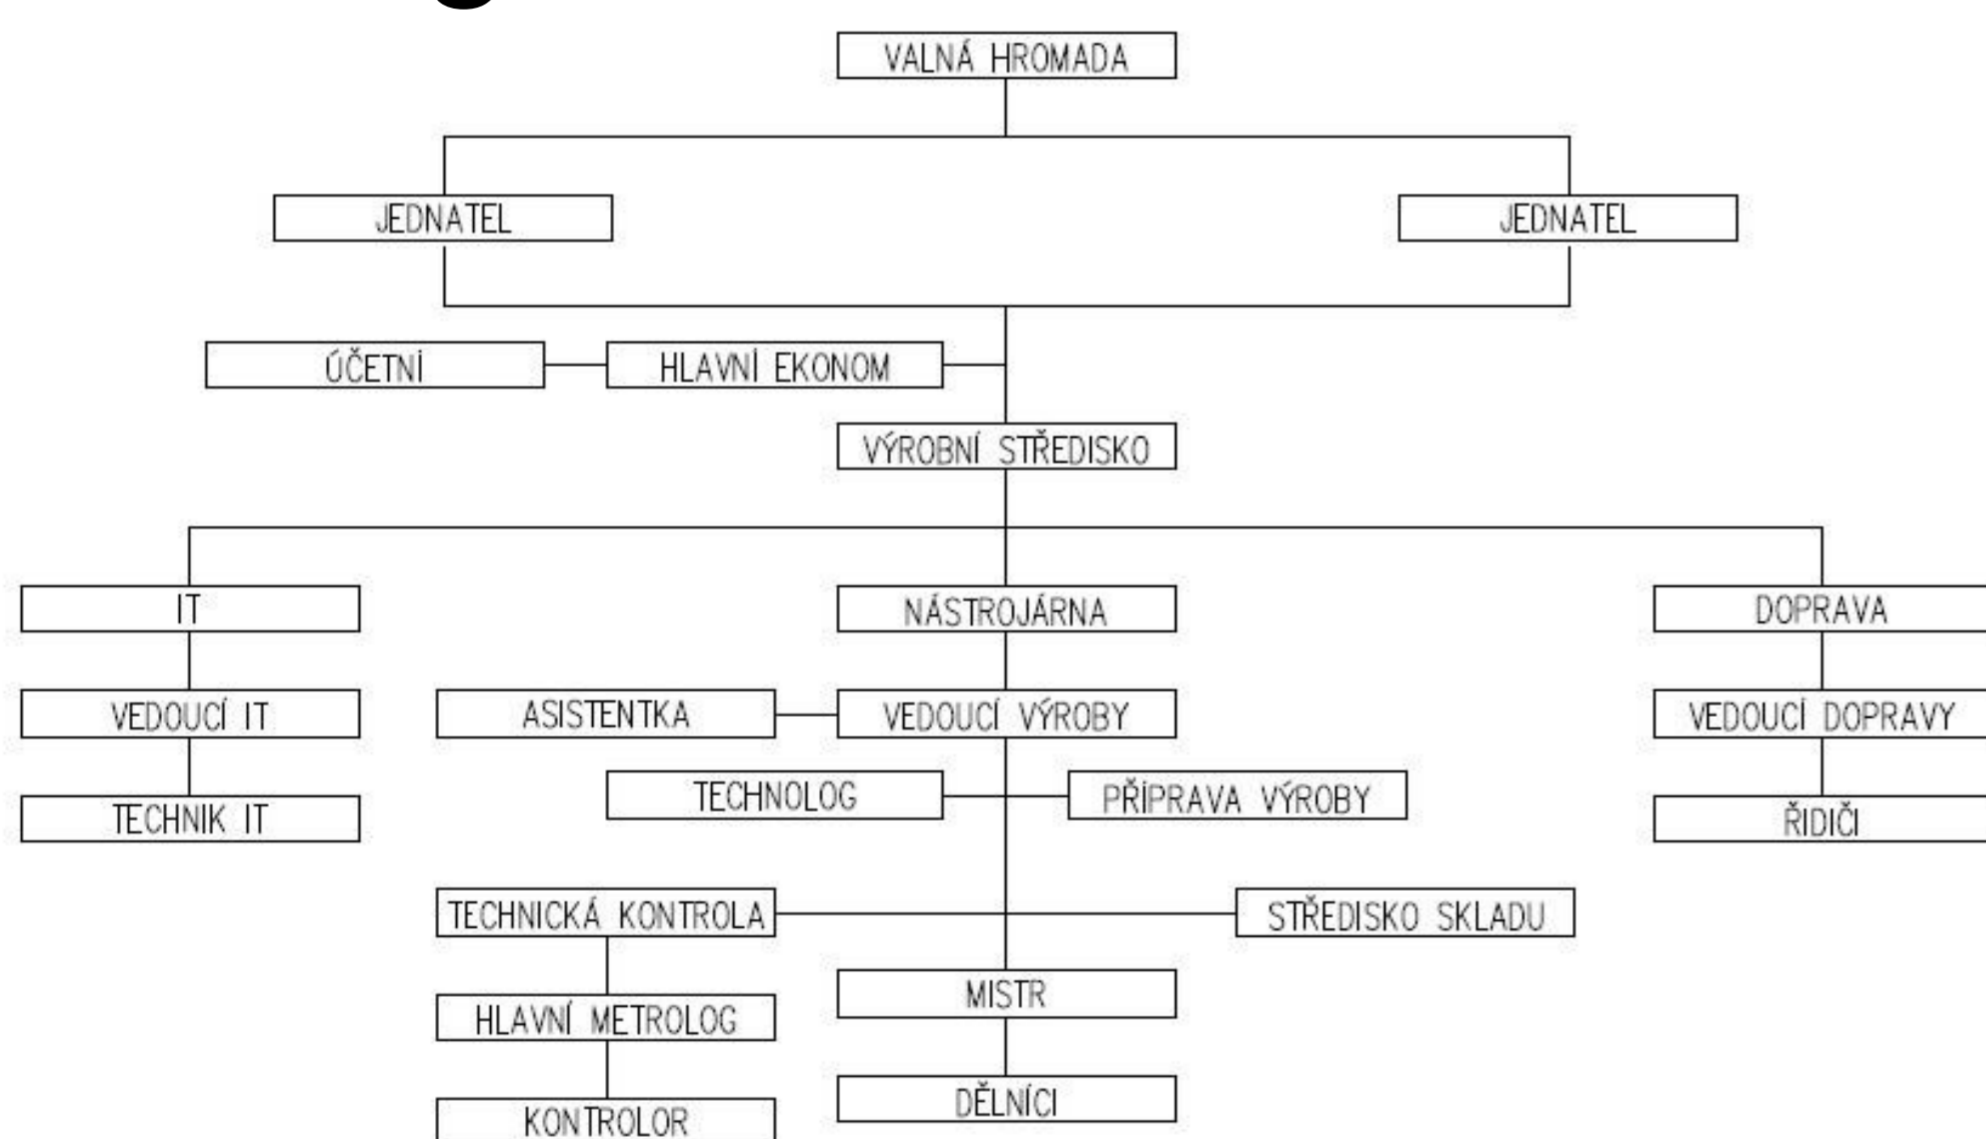 VALNÁ HROMADA
JEDNATEL
JEDNATEL
ÚČETNÍ
HLAVNÍ EKONOM
VÝROBNÍ STŘEDISKO
IT
NÁSTROJÁRNA
DOPRAVA
VEDOUCÍ IT
ASISTENTKA
VEDOUCÍ VÝROBY
VEDOUCÍ DOPRAVY
TECHNOLOG
PŘÍPRAVA VÝROBY
TECHNIK IT
ŘIDIČI
TECHNICKÁ KONTROLA
STŘEDISKO SKLADU
MISTR
HLAVNÍ METROLOG
DĚLNÍCI
KONTROLOR